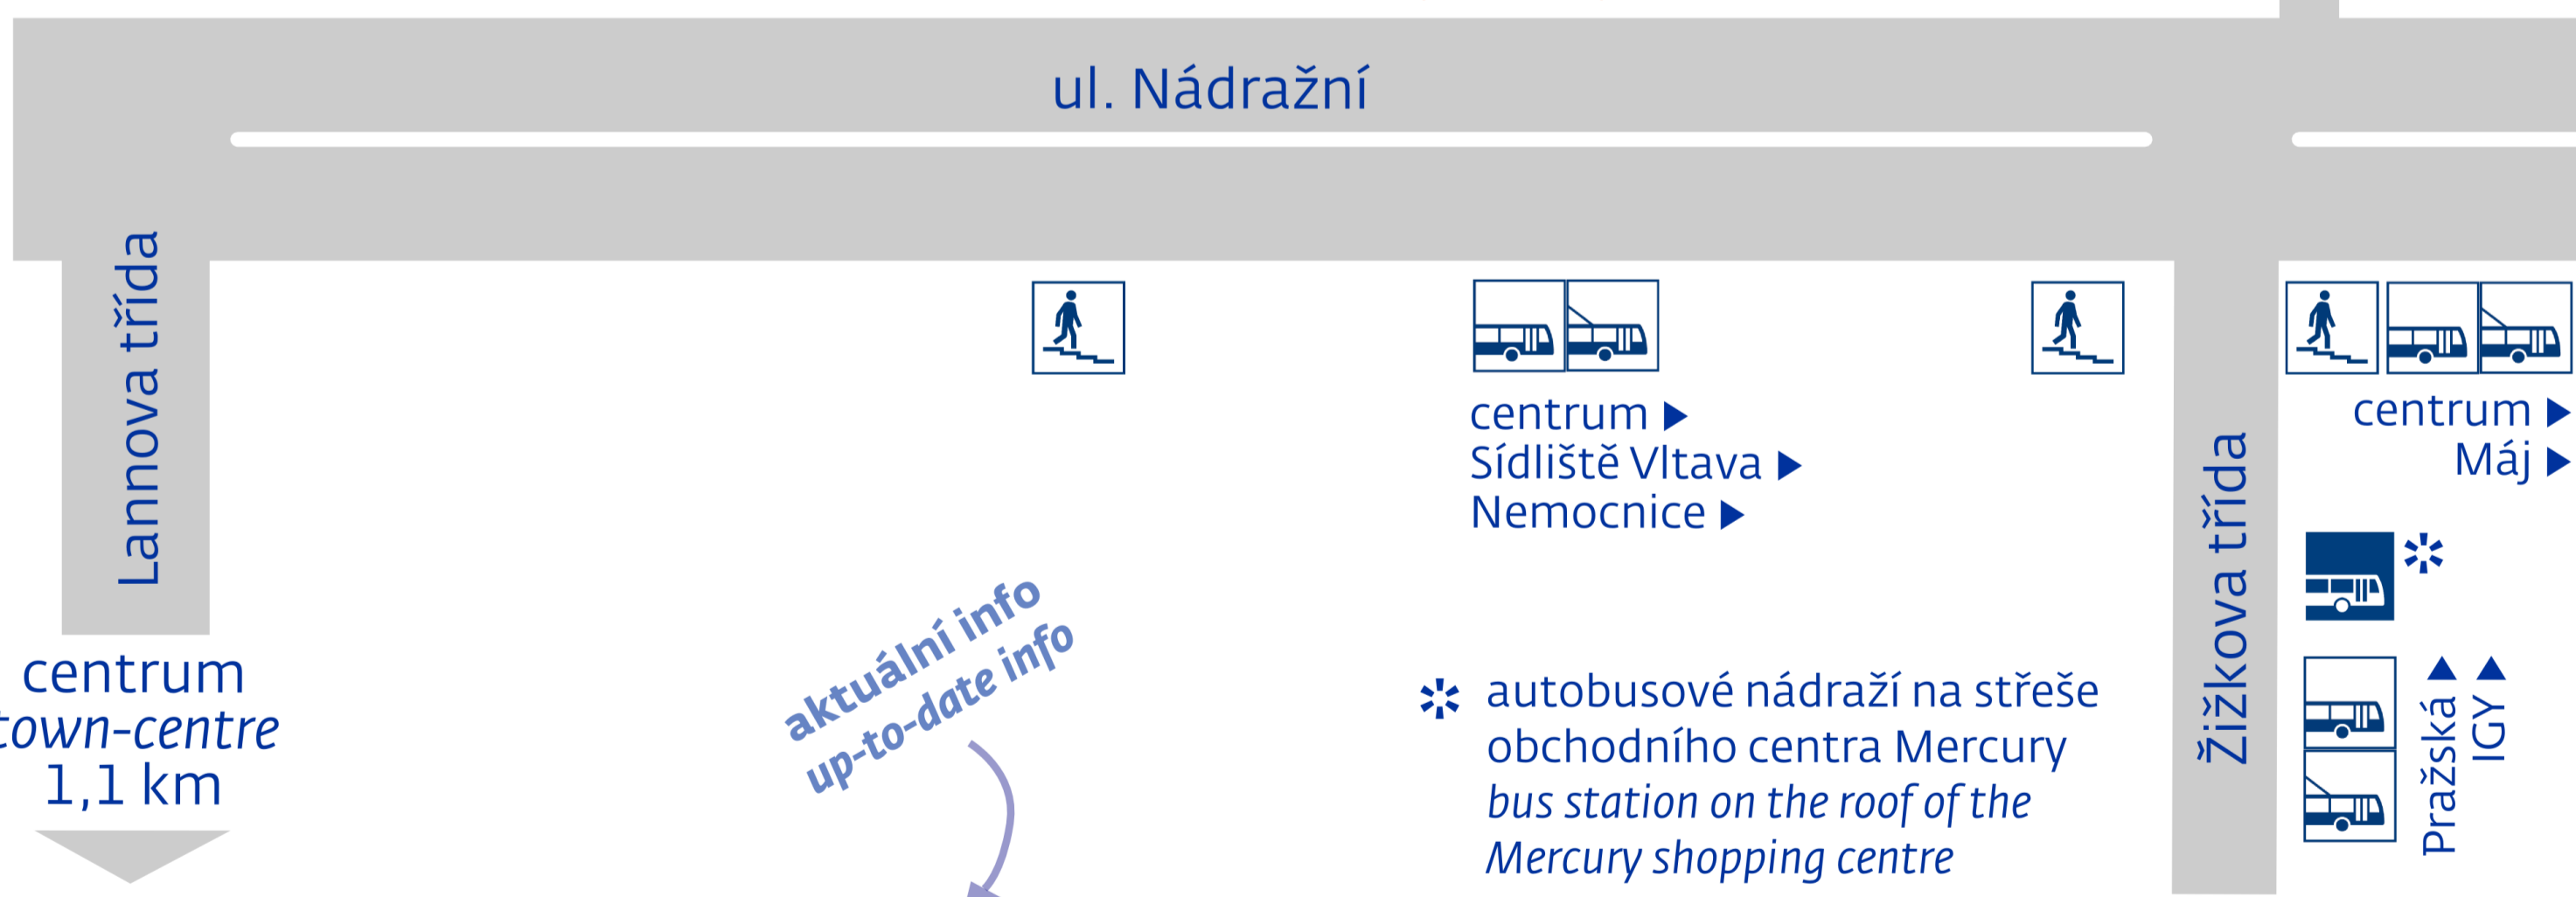 ul. Nádražní
Lannova třída
centrum
town-centre
1,1 km
aktuální info
up-to-date info
centrum
Sídliště Vltava
Nemocnice
autobusové nádraží na střeše
obchodního centra Mercury
bus station on the roof of the
Mercury shopping centre
Žižkova třída
centrum
Máj
Pražská
IGY